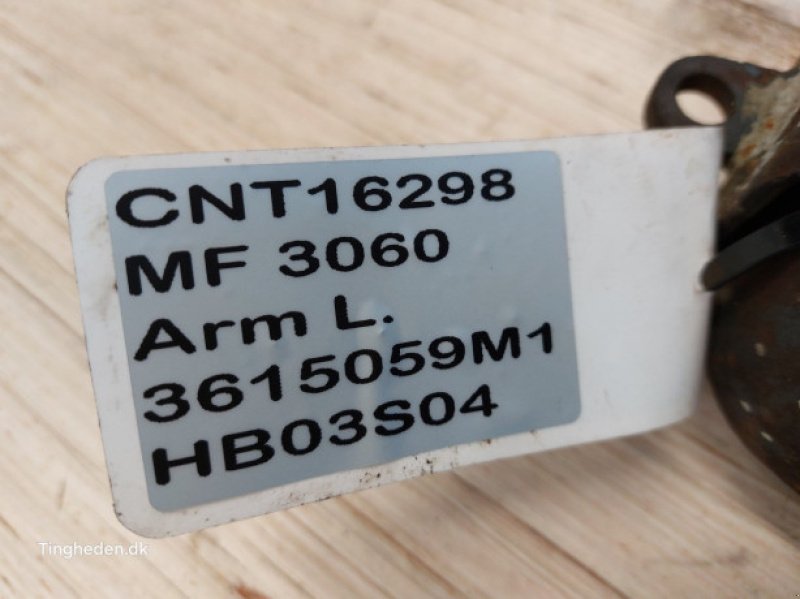 CNT16298
MF 3060
Arm L.
3615059M1
HB03S04
Tingheden.dk